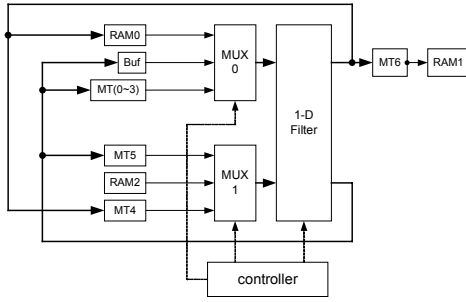 RAM0
Buf
MT(0~3)
MUX
0
1-D
Filter
MT6
RAM1
MT5
RAM2
MT4
MUX
1
controller